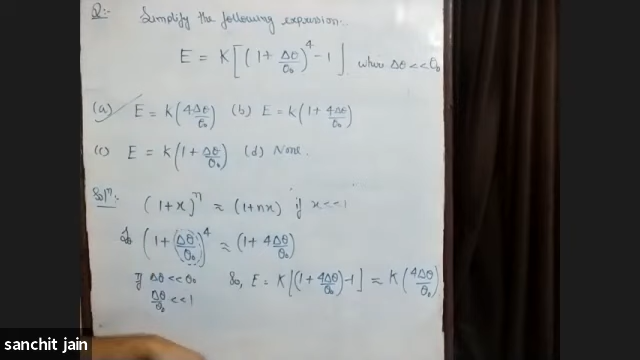 Q:- Simplify the following expression:.
E = K[(1 + Δθ/θ₀)⁴ - 1] where Δθ << θ₀
(a) E = K(4Δθ/θ₀) (b) E = K(1 + 4Δθ/θ₀)
(c) E = K(1 + Δθ/θ₀) (d) None.
Solⁿ:- (1+x)ⁿ ≈ (1+nx) if x<<1
So (1 + Δθ/θ₀)⁴ ≈ (1 + 4Δθ/θ₀)
if Δθ << θ₀ So, E = K[(1 + 4Δθ/θ₀) - 1] ≈ K(4Δθ/θ₀)
Δθ/θ₀ << 1
sanchit jain